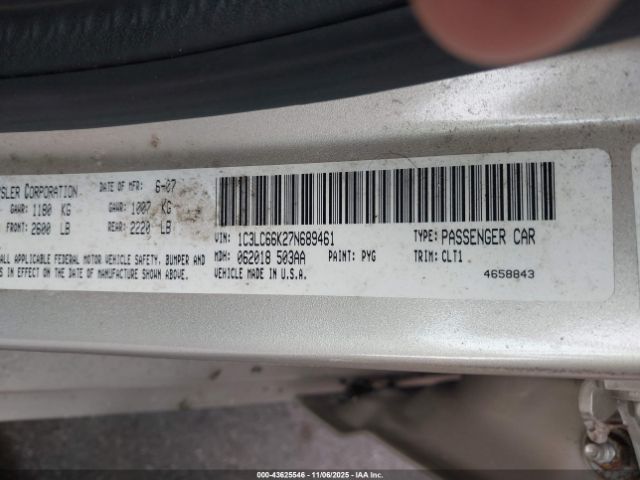 YSLER CORPORATION DATE OF MFR: 6-07
GAWR: 1180 KG GAWR: 1007 KG
FRONT: 2600 LB REAR: 2220 LB
VIN: 1C3LC66K27N689461 TYPE: PASSENGER CAR
ALL APPLICABLE FEDERAL MOTOR VEHICLE SAFETY, BUMPER AND
S IN EFFECT ON THE DATE OF MANUFACTURE SHOWN ABOVE.
MDH: 062018 503AA PAINT: PYG TRIM: CLT1
VEHICLE MADE IN U.S.A. 4658843
000-43625546 - 11/06/2025 - IAA Inc.